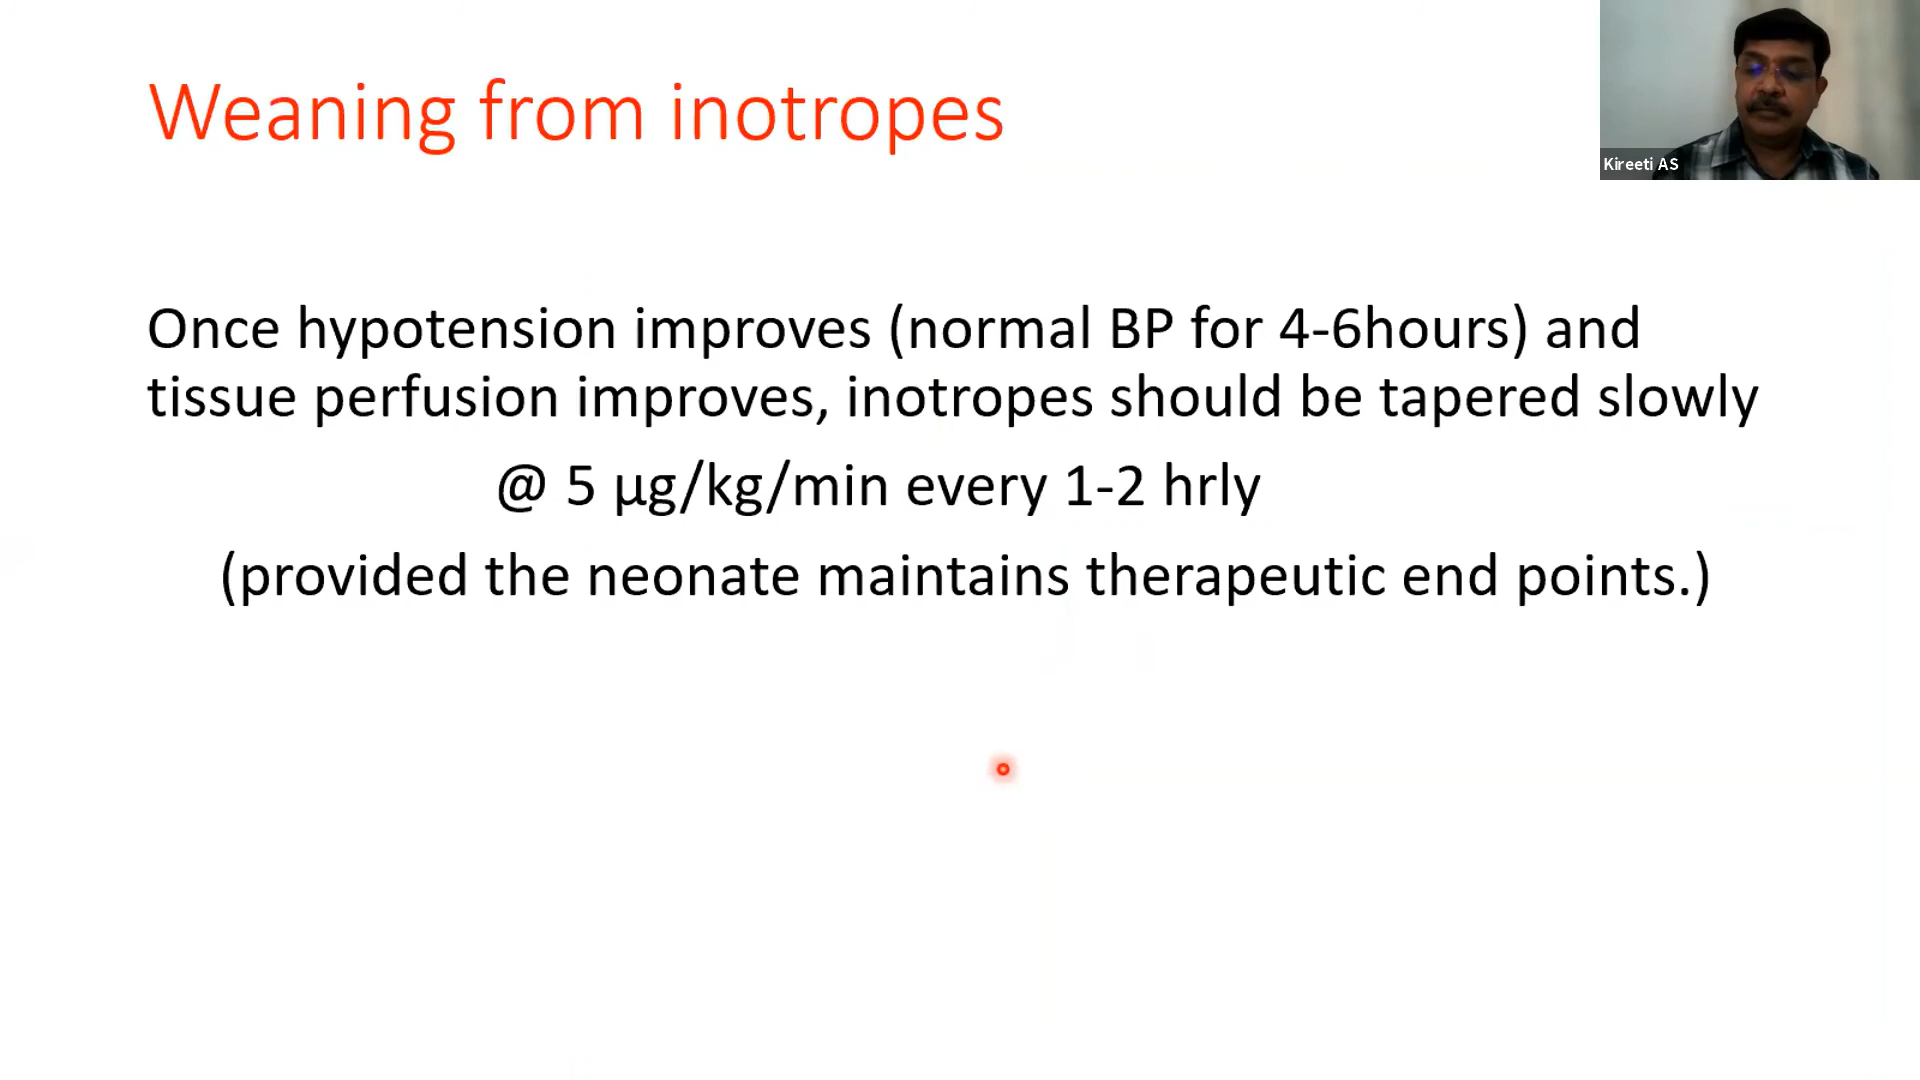 Weaning from inotropes
Kireeti AS
Once hypotension improves (normal BP for 4-6hours) and
tissue perfusion improves, inotropes should be tapered slowly
@ 5 µg/kg/min every 1-2 hrly
(provided the neonate maintains therapeutic end points.)